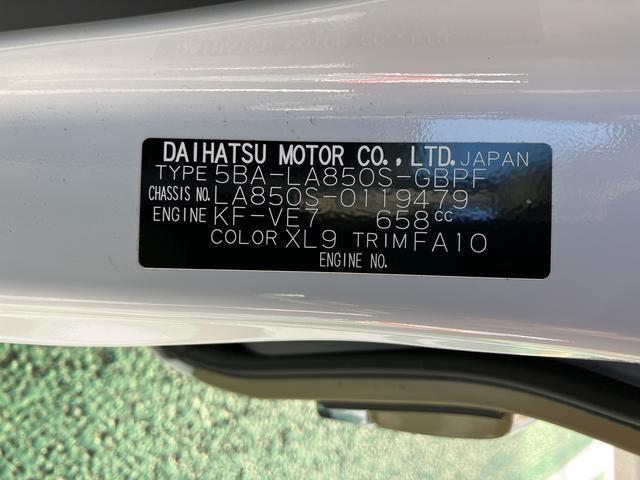 DAIHATSU MOTOR CO.,LTD. JAPAN
TYPE 5BA-LA850S-GBPF
CHASSIS NO. LA850S-0119479
ENGINE KF-VE7 658cc
COLOR XL9 TRIM FA10
ENGINE NO.